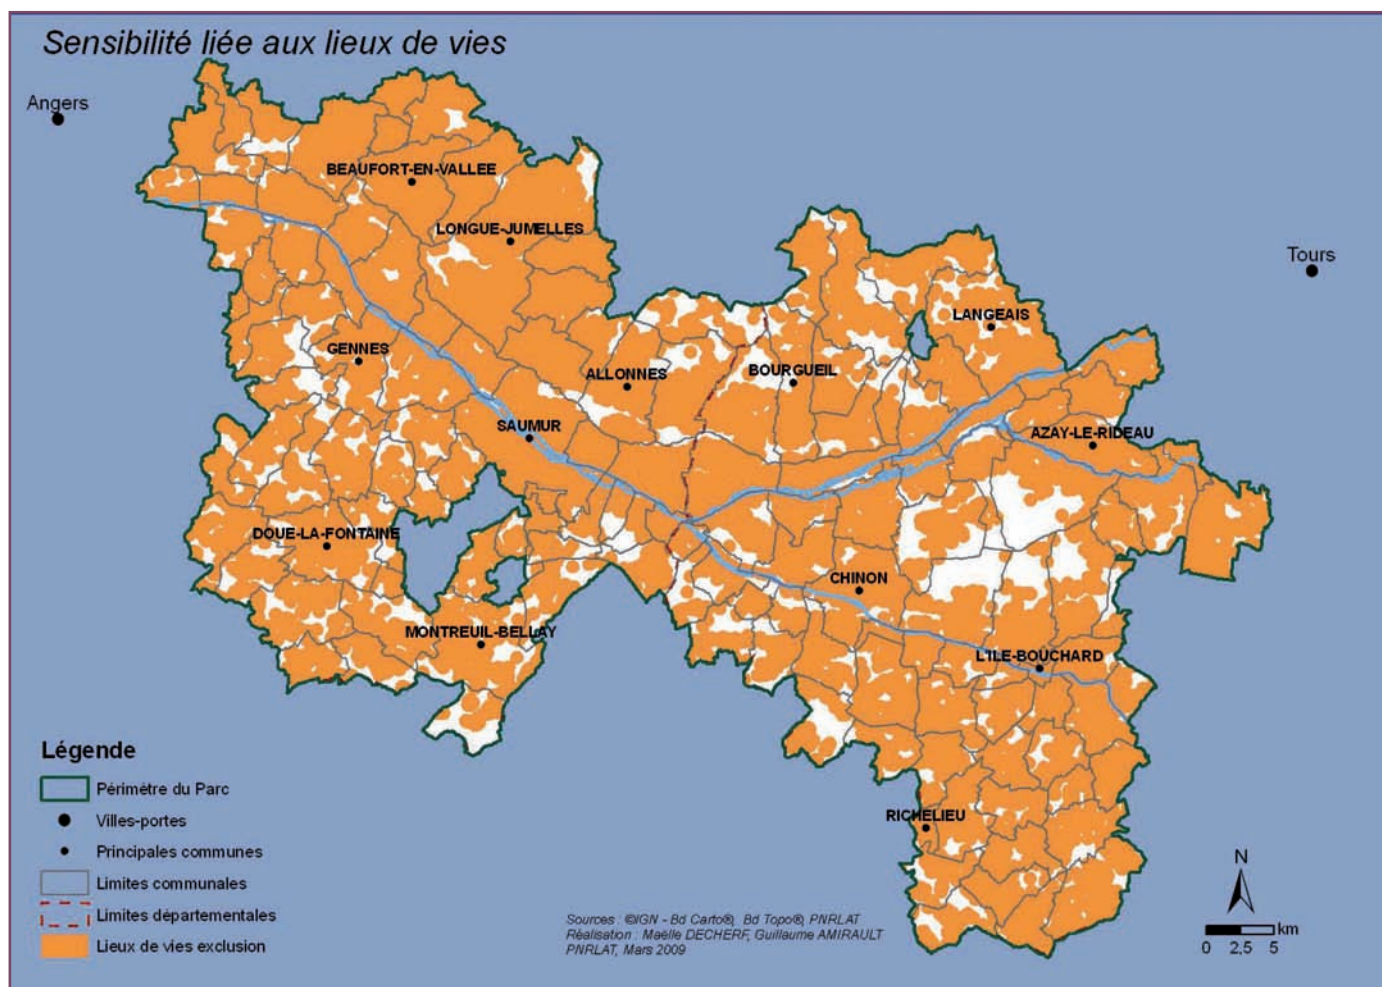 Sensibilité liée aux lieux de vies
Angers
BEAUFORT-EN-VALLEE
LONGUE-JUMELLES
Tours
LANGEAIS
GENNES
ALLONNES
BOURGUEIL
SAUMUR
AZAY-LE-RIDEAU
DOUE-LA-FONTAINE
CHINON
MONTREUIL-BELLAY
L'ILE-BOUCHARD
RICHELIEU
Légende
Périmètre du Parc
Villes-portes
Principales communes
Limites communales
Limites départementales
Lieux de vies exclusion
Sources : ©IGN - Bd Carto®, Bd Topo®, PNRLAT
Réalisation : Maëlle DECHERF, Guillaume AMIRAULT
PNRLAT, Mars 2009
N
km
0 2,5 5